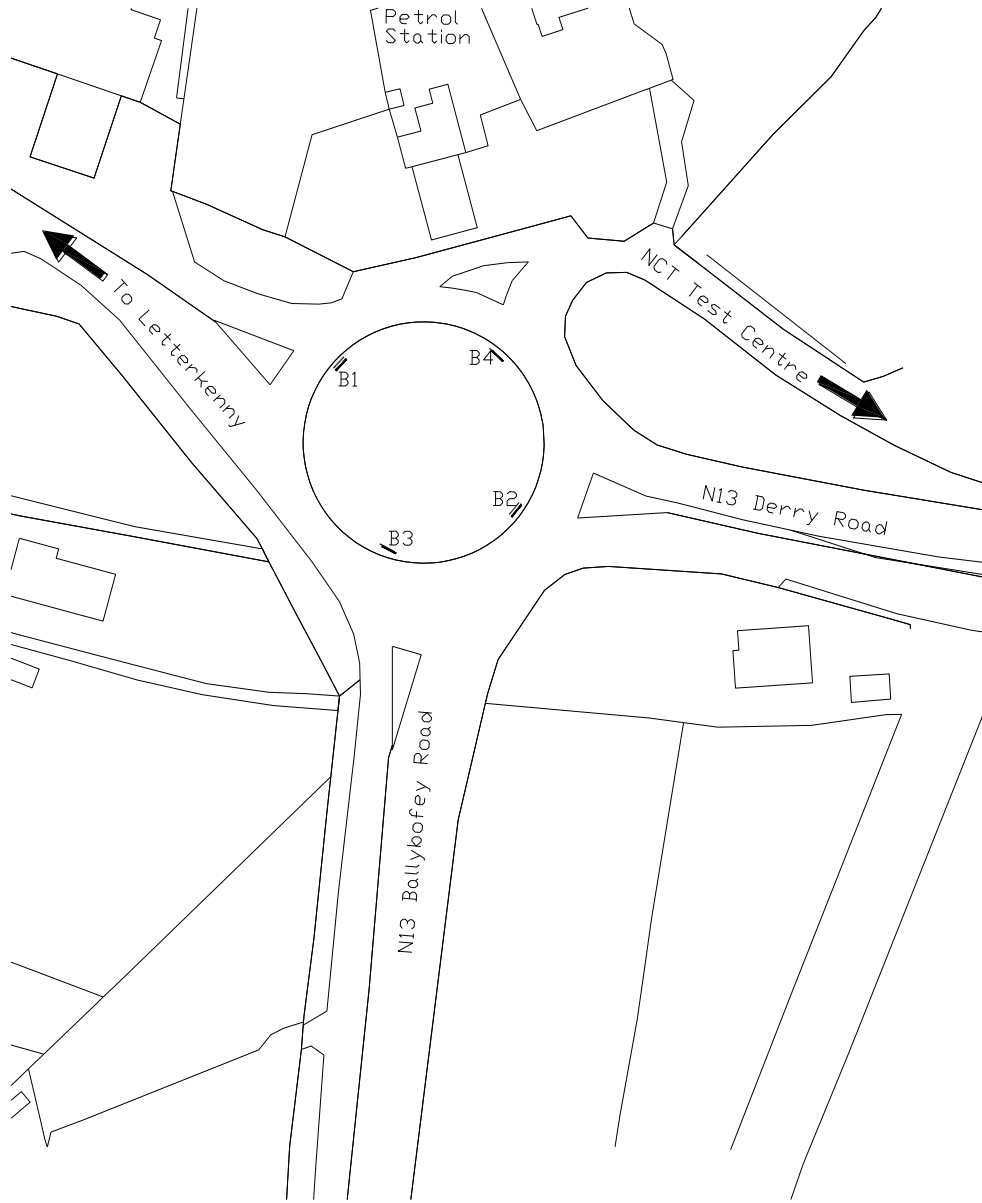 Petrol
Station
NCT Test Centre
To Letterkenny
B1
B4
B2
N13 Derry Road
B3
N13 Ballybofey Road